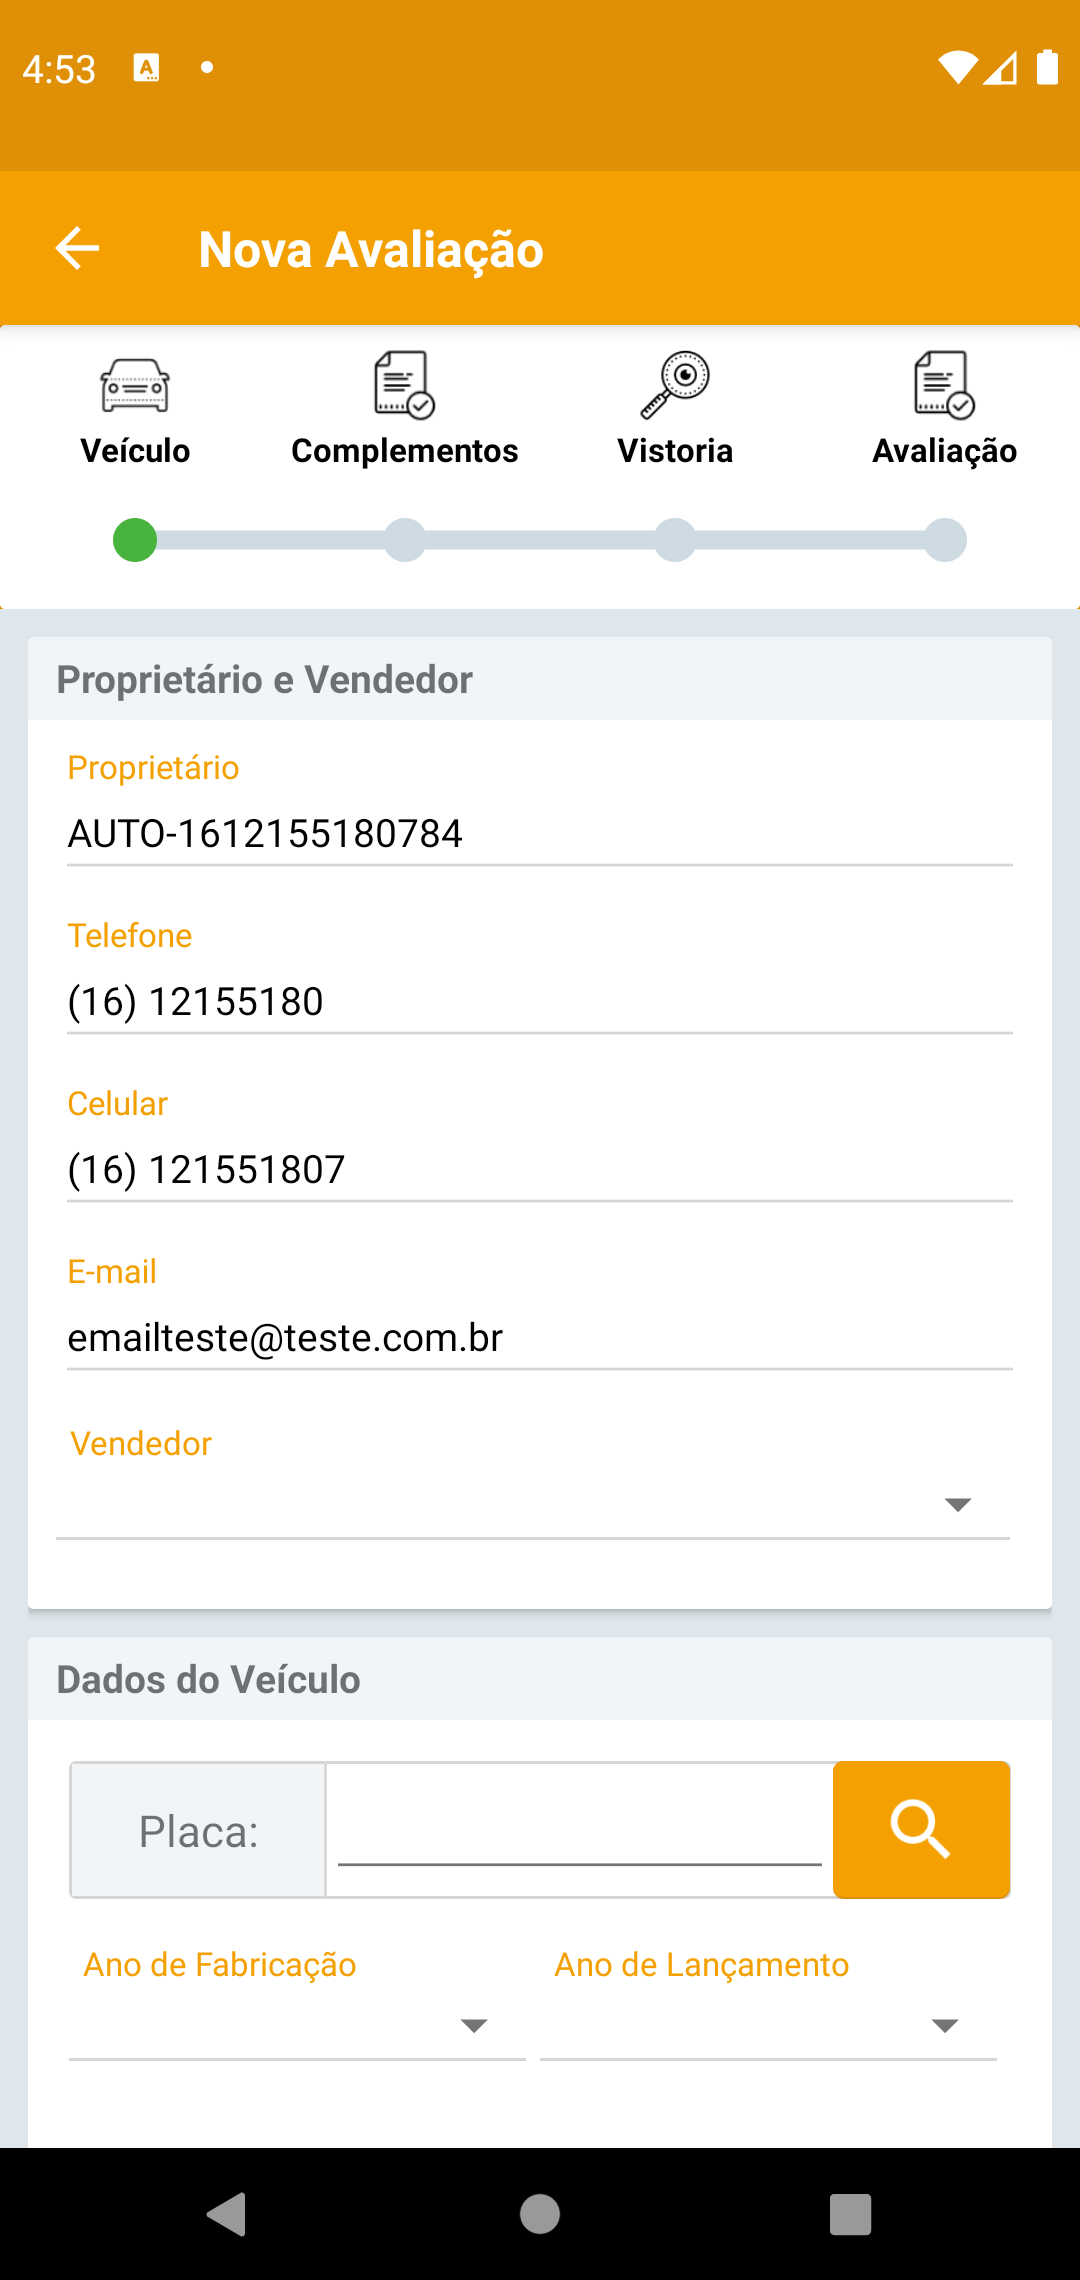 4:53
Nova Avaliação
Veículo Complementos Vistoria Avaliação
Proprietário e Vendedor
Proprietário
AUTO-1612155180784
Telefone
(16) 12155180
Celular
(16) 121551807
E-mail
emailteste@teste.com.br
Vendedor
Dados do Veículo
Placa:
Ano de Fabricação Ano de Lançamento